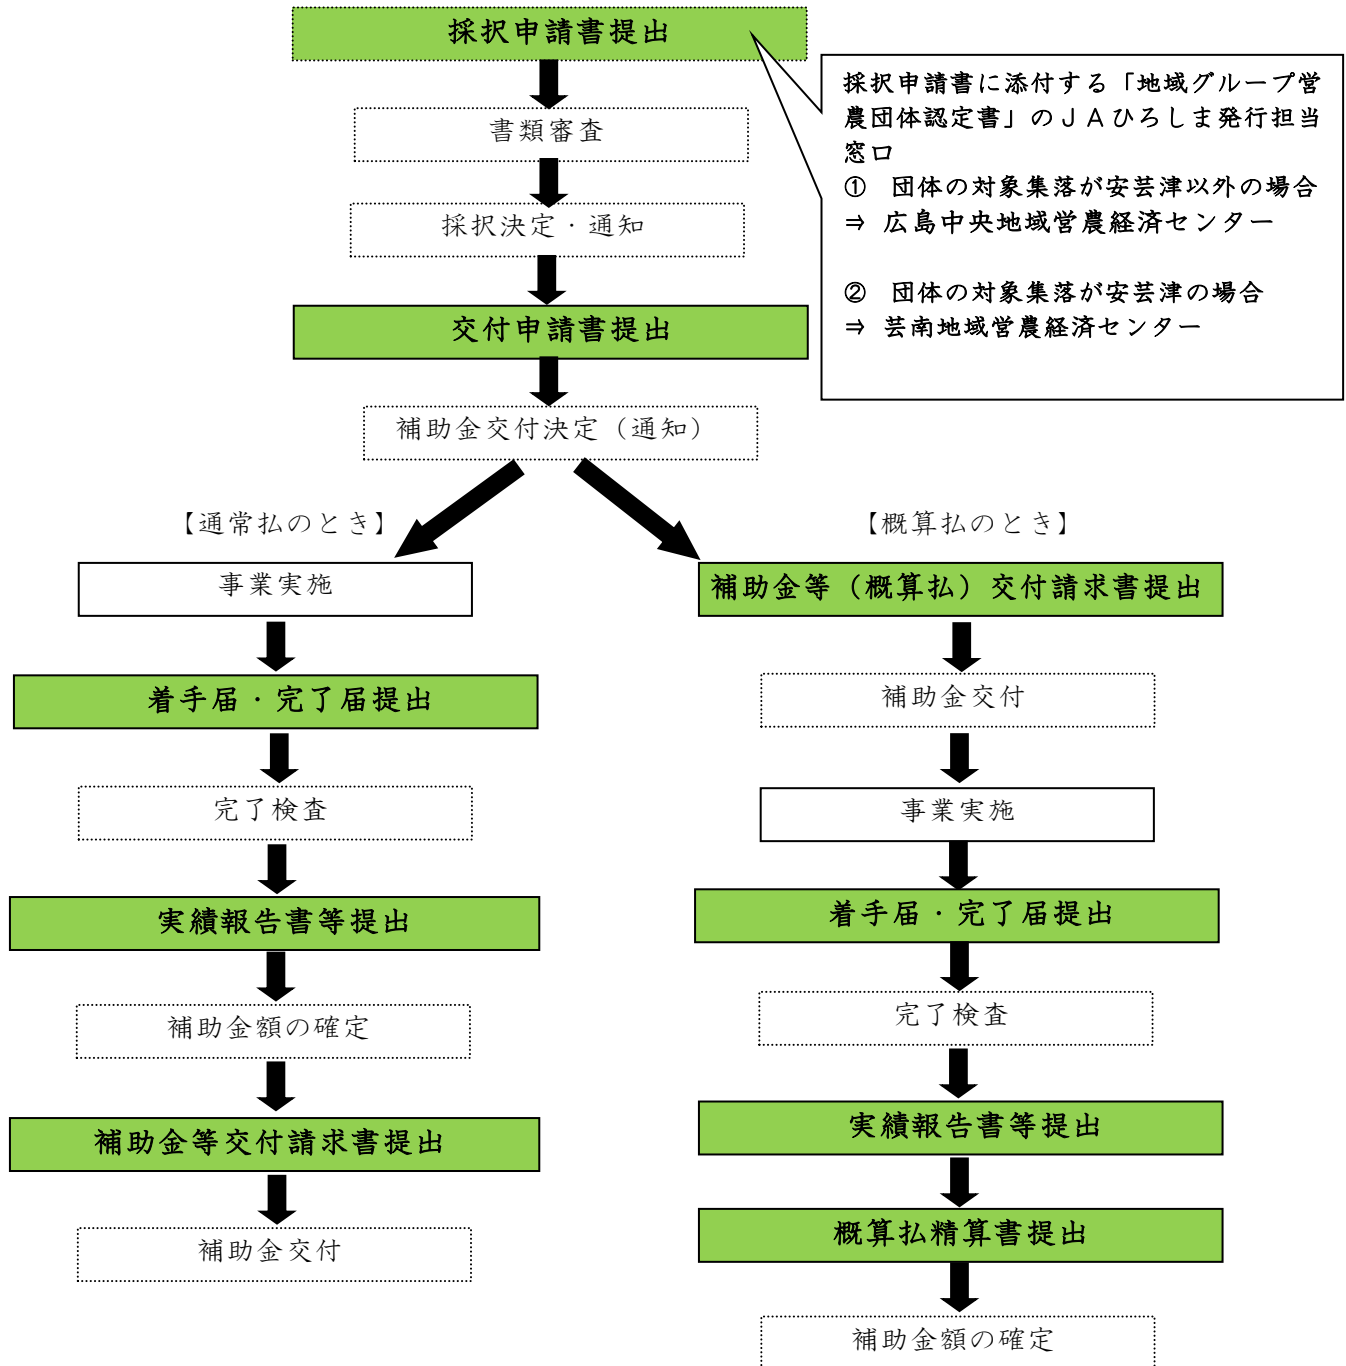 採択申請書提出
採択申請書に添付する「地域グループ営
農団体認定書」のＪＡひろしま発行担当
窓口
①　団体の対象集落が安芸津以外の場合
⇒ 広島中央地域営農経済センター
②　団体の対象集落が安芸津の場合
⇒ 芸南地域営農経済センター
書類審査
採択決定・通知
交付申請書提出
補助金交付決定（通知）
【通常払のとき】
事業実施
着手届・完了届提出
完了検査
実績報告書等提出
補助金額の確定
補助金等交付請求書提出
補助金交付
【概算払のとき】
補助金等（概算払）交付請求書提出
補助金交付
事業実施
着手届・完了届提出
完了検査
実績報告書等提出
概算払精算書提出
補助金額の確定